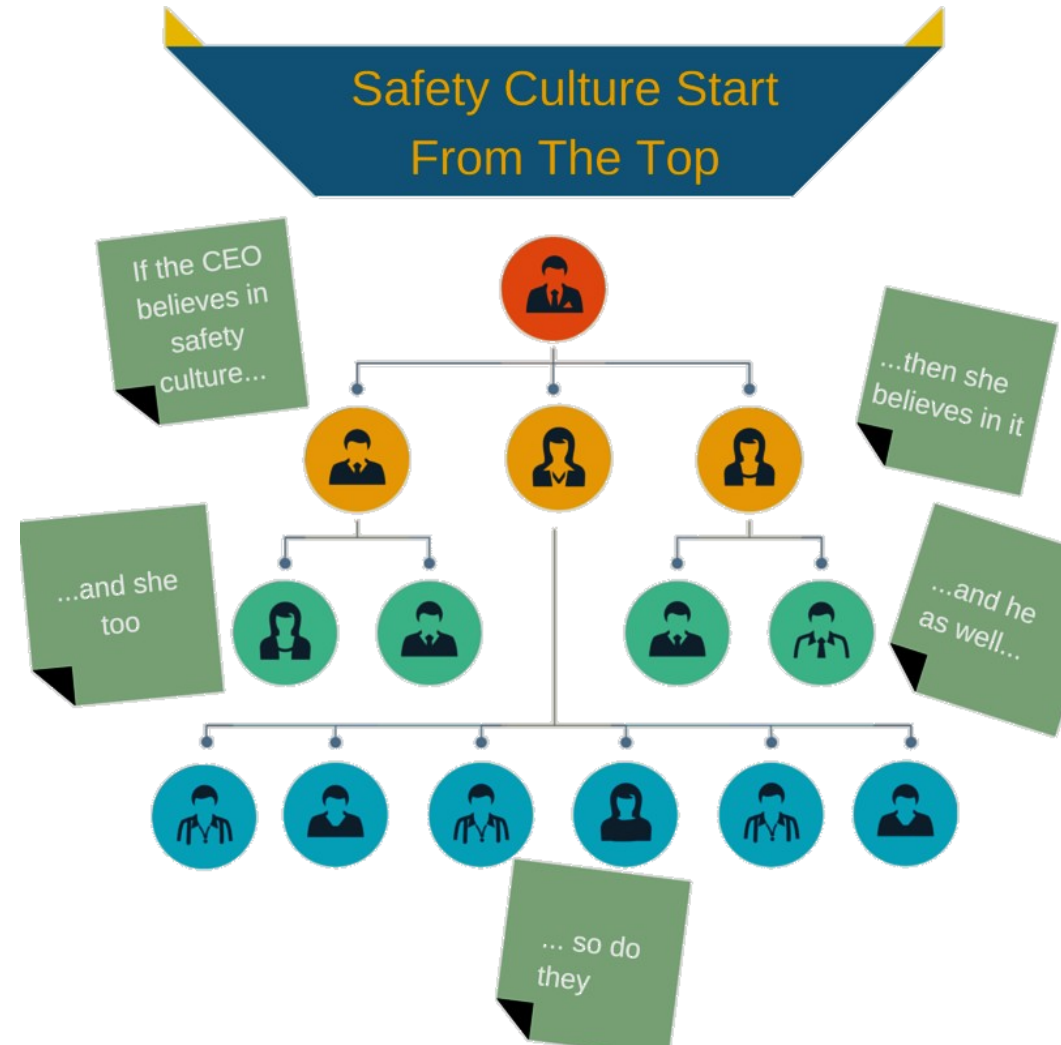 Safety Culture Start
From The Top
If the CEO
believes in
safety
culture...
...then she
believes in it
...and she
too
...and he
as well...
... so do
they